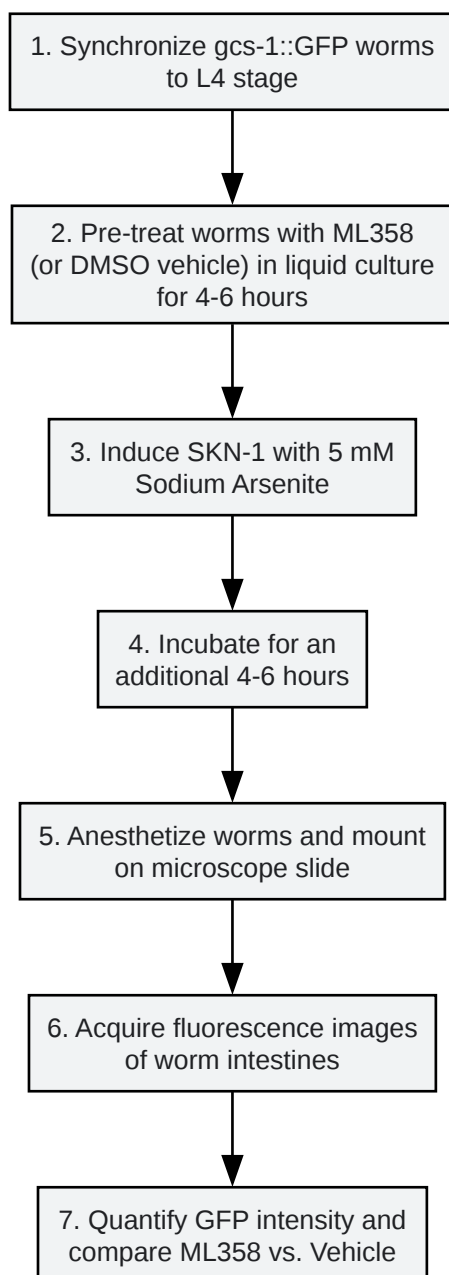 1. Synchronize gcs-1::GFP worms
to L4 stage
2. Pre-treat worms with ML358
(or DMSO vehicle) in liquid culture
for 4-6 hours
3. Induce SKN-1 with 5 mM
Sodium Arsenite
4. Incubate for an
additional 4-6 hours
5. Anesthetize worms and mount
on microscope slide
6. Acquire fluorescence images
of worm intestines
7. Quantify GFP intensity and
compare ML358 vs. Vehicle